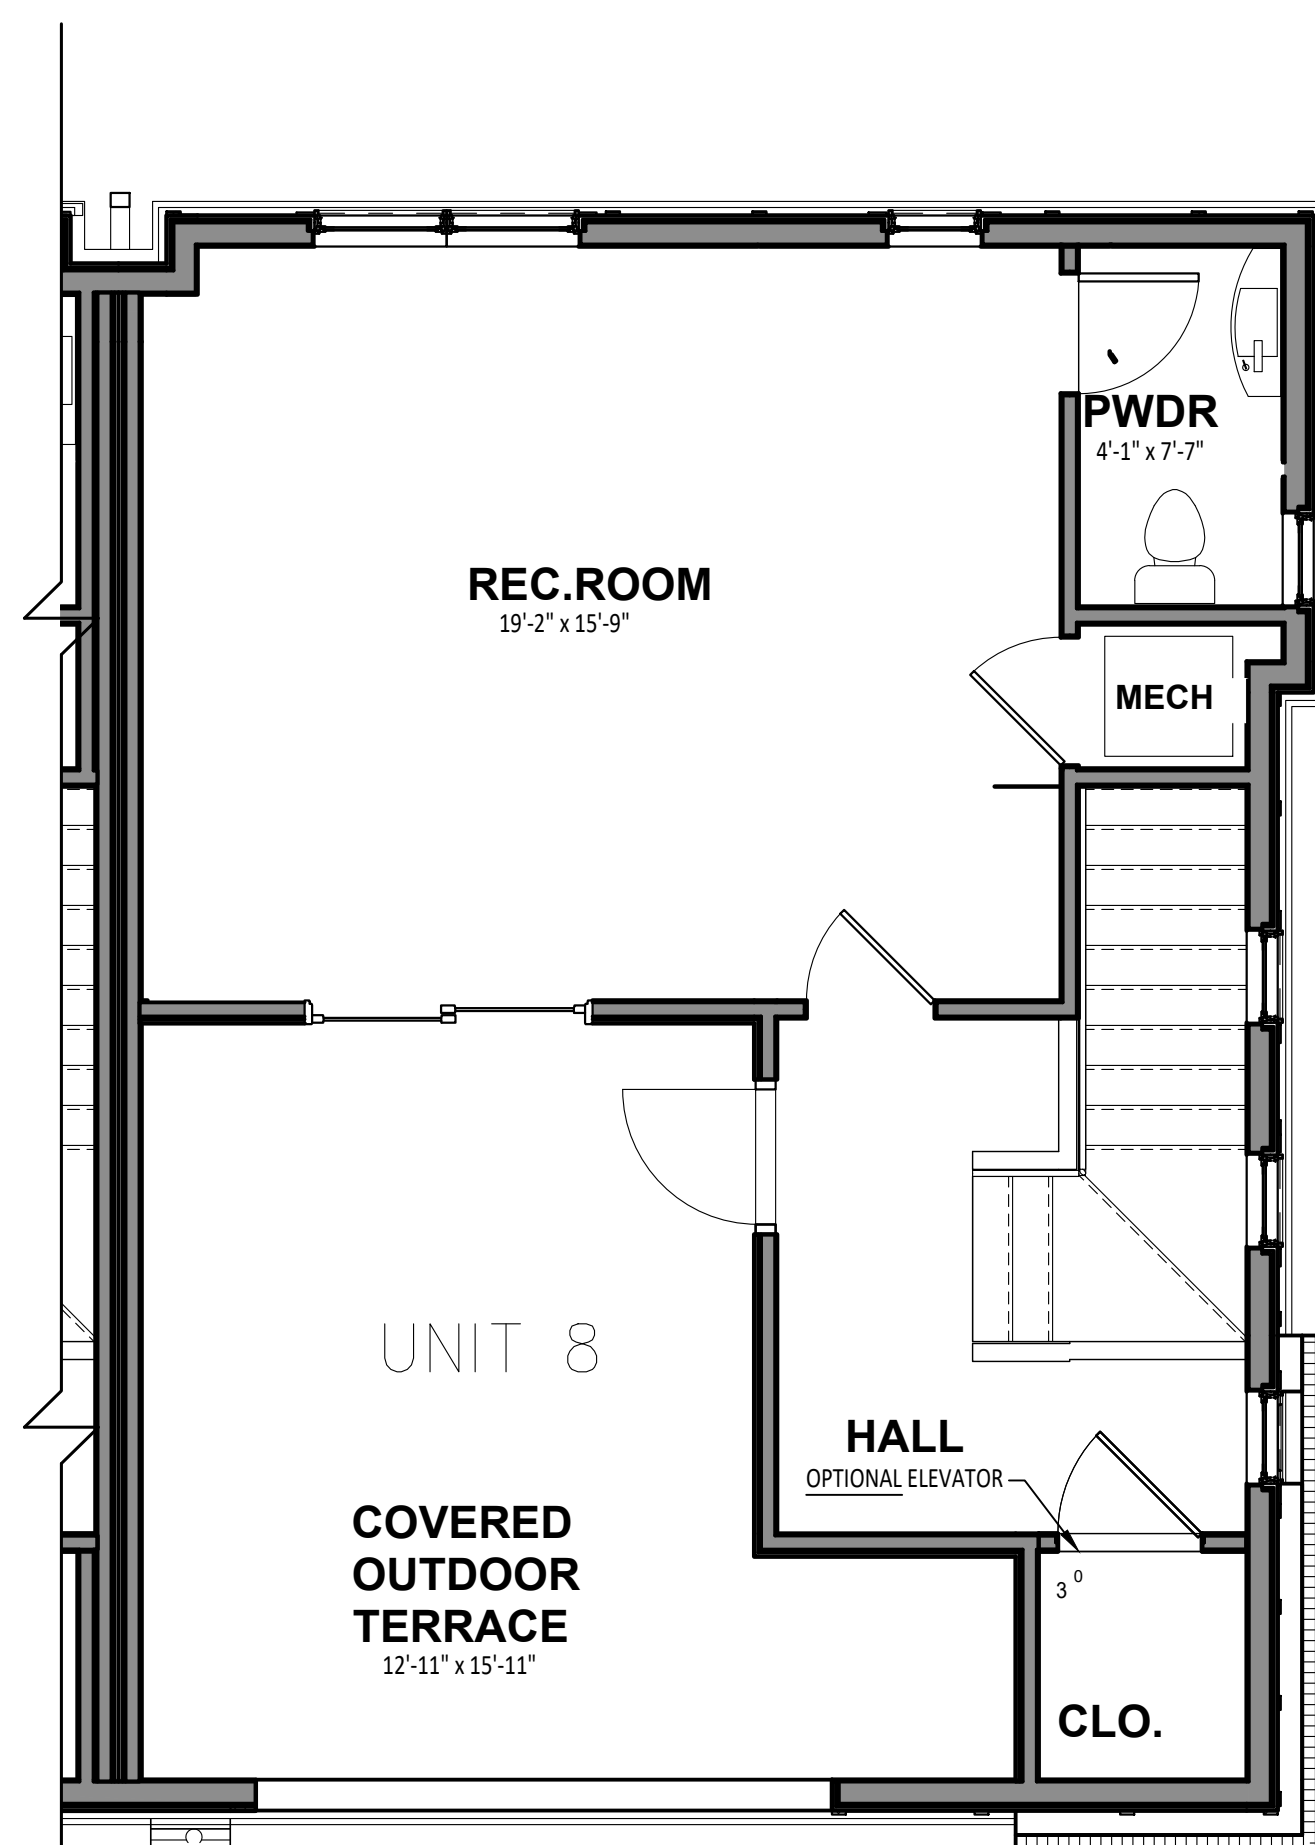 PWDR
4'-1" x 7'-7"
REC.ROOM
19'-2" x 15'-9"
MECH
UNIT 8
HALL
OPTIONAL ELEVATOR
COVERED
OUTDOOR
TERRACE
12'-11" x 15'-11"
3 0
CLO.